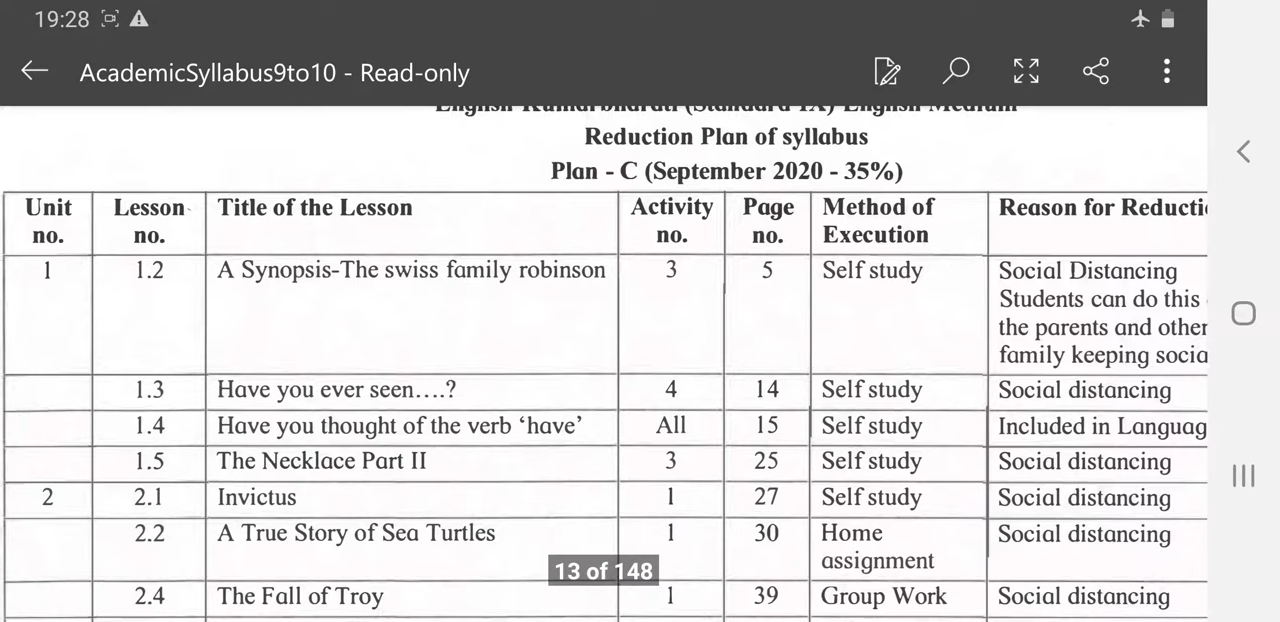 19:28
AcademicSyllabus9to10 - Read-only
English Kumarbharati (Standard IX) English Medium
Reduction Plan of syllabus
Plan - C (September 2020 - 35%)
Unit no. Lesson no. Title of the Lesson Activity no. Page no. Method of Execution Reason for Reducti
1 1.2 A Synopsis-The swiss family robinson 3 5 Self study Social Distancing
Students can do this
the parents and other
family keeping socia
1.3 Have you ever seen....? 4 14 Self study Social distancing
1.4 Have you thought of the verb ‘have’ All 15 Self study Included in Languag
1.5 The Necklace Part II 3 25 Self study Social distancing
2 2.1 Invictus 1 27 Self study Social distancing
2.2 A True Story of Sea Turtles 1 30 Home assignment Social distancing
13 of 148
2.4 The Fall of Troy 1 39 Group Work Social distancing